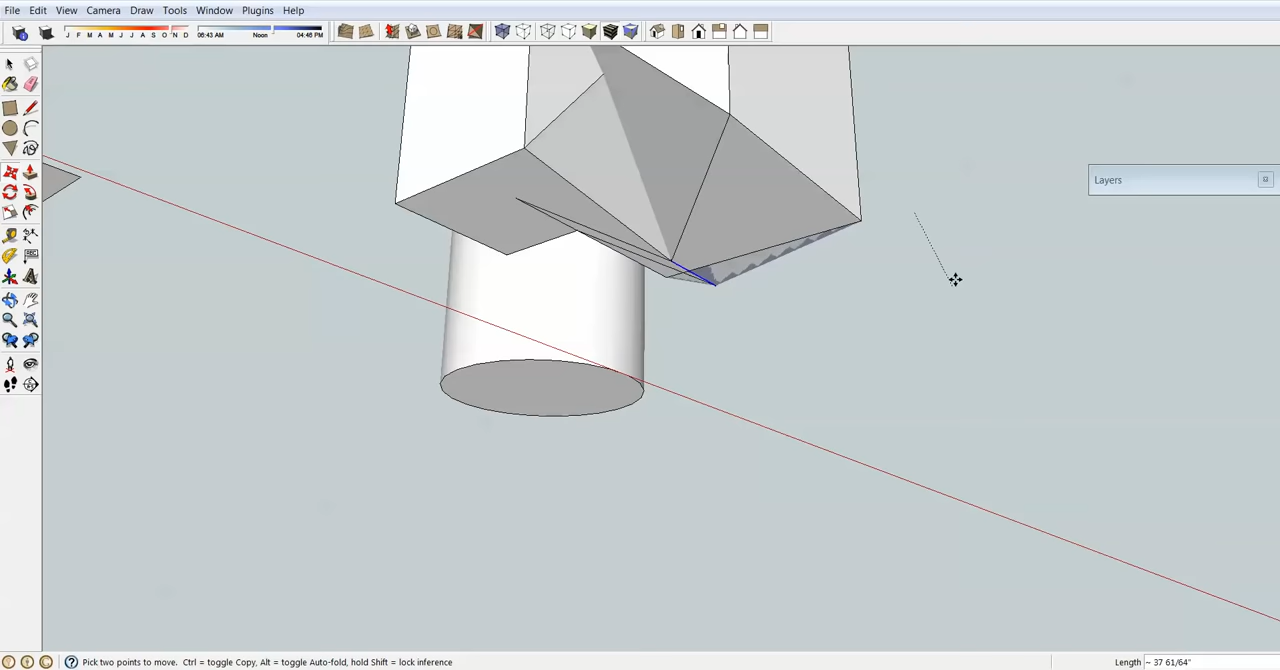 File Edit View Camera Draw Tools Window Plugins Help
J F M A M J J A S O N D 06:43 AM Noon 04:46 PM
Layers
Pick two points to move. Ctrl = toggle Copy, Alt = toggle Auto-fold, hold Shift = lock inference Length ~ 37 61/64"